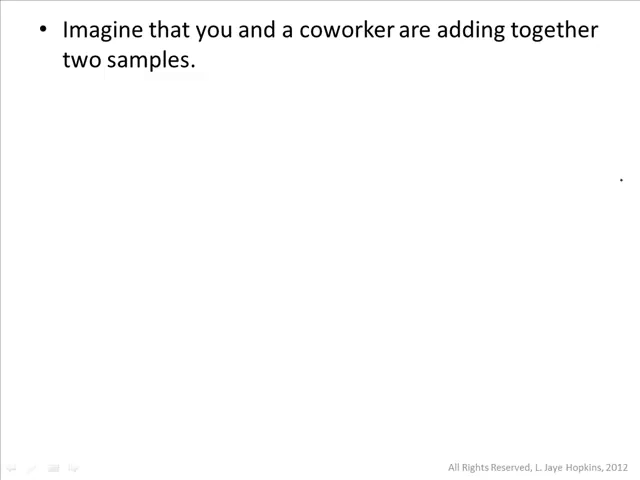 • Imagine that you and a coworker are adding together
two samples.
All Rights Reserved, L. Jaye Hopkins, 2012